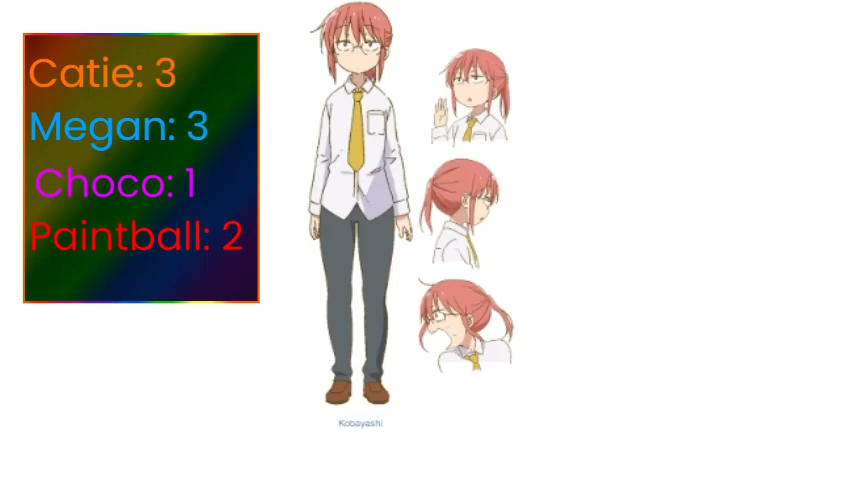 Catie: 3
Megan: 3
Choco: 1
Paintball: 2
Kobayashi